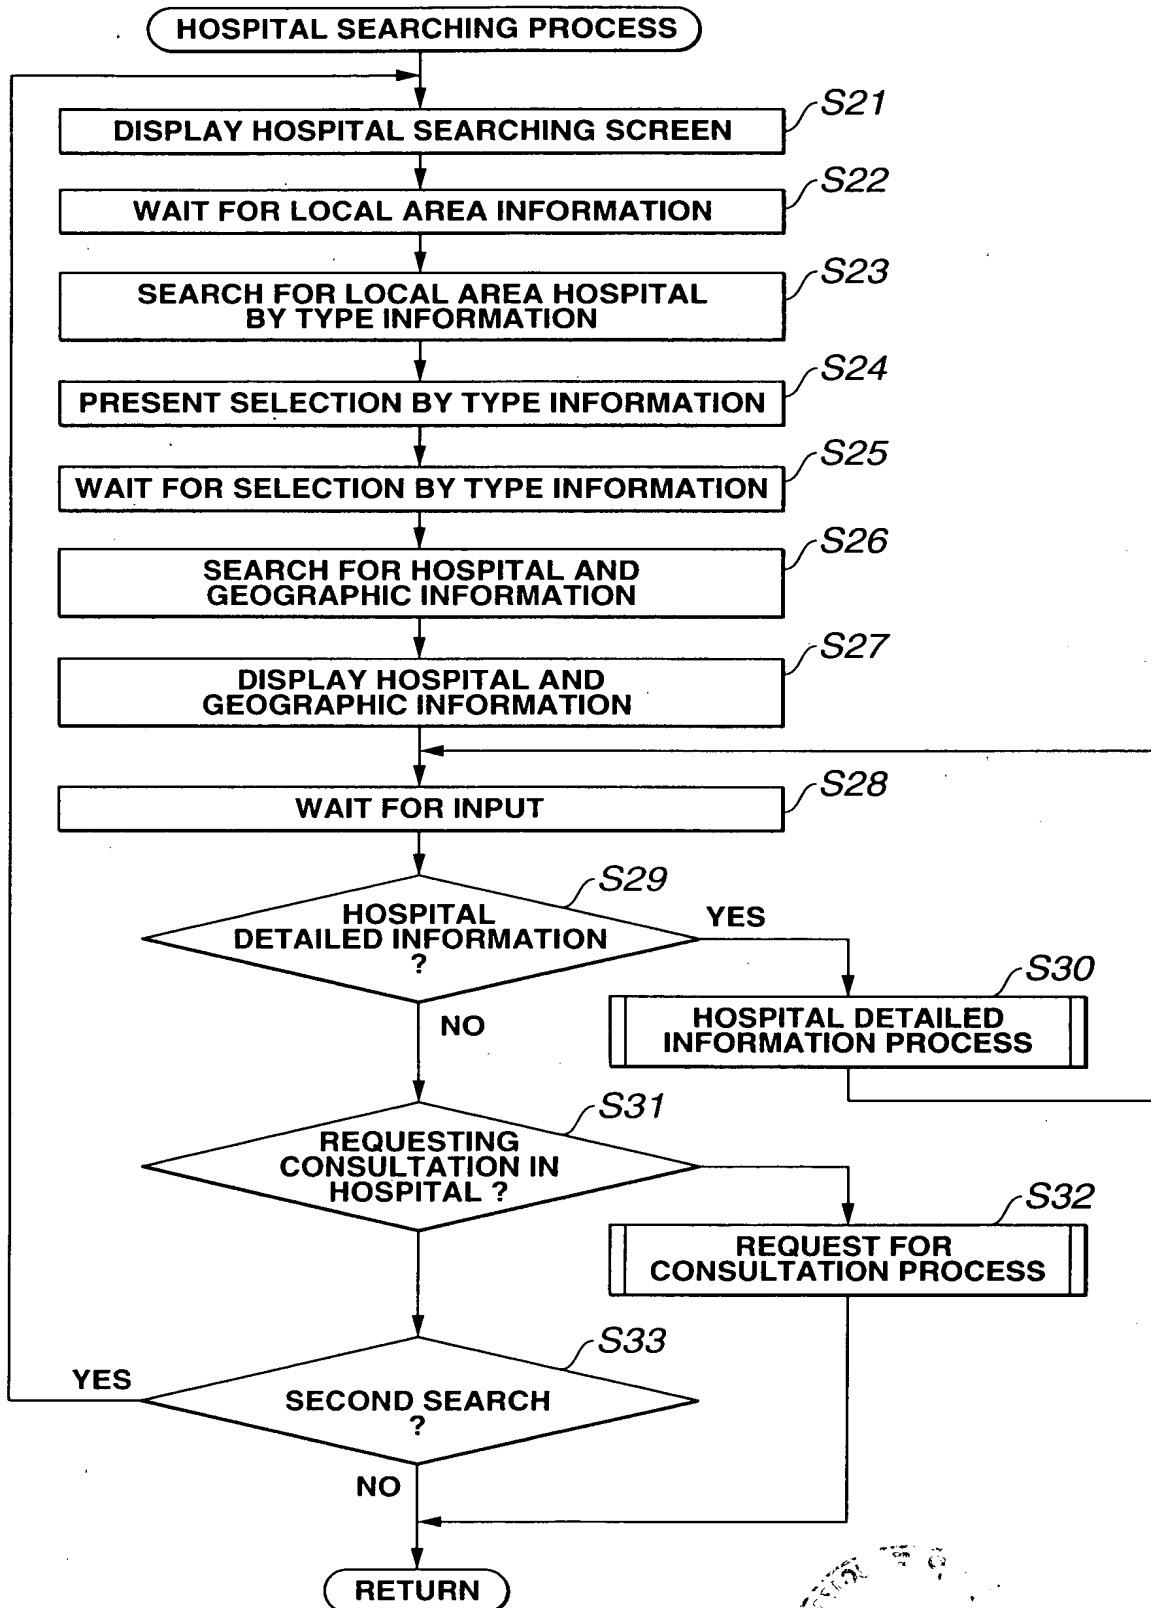 HOSPITAL SEARCHING PROCESS
S21
DISPLAY HOSPITAL SEARCHING SCREEN
S22
WAIT FOR LOCAL AREA INFORMATION
S23
SEARCH FOR LOCAL AREA HOSPITAL
BY TYPE INFORMATION
S24
PRESENT SELECTION BY TYPE INFORMATION
S25
WAIT FOR SELECTION BY TYPE INFORMATION
S26
SEARCH FOR HOSPITAL AND
GEOGRAPHIC INFORMATION
S27
DISPLAY HOSPITAL AND
GEOGRAPHIC INFORMATION
S28
WAIT FOR INPUT
S29
HOSPITAL
DETAILED INFORMATION
?
YES
NO
S30
HOSPITAL DETAILED
INFORMATION PROCESS
S31
REQUESTING
CONSULTATION IN
HOSPITAL ?
S32
REQUEST FOR
CONSULTATION PROCESS
S33
SECOND SEARCH
?
YES
NO
RETURN